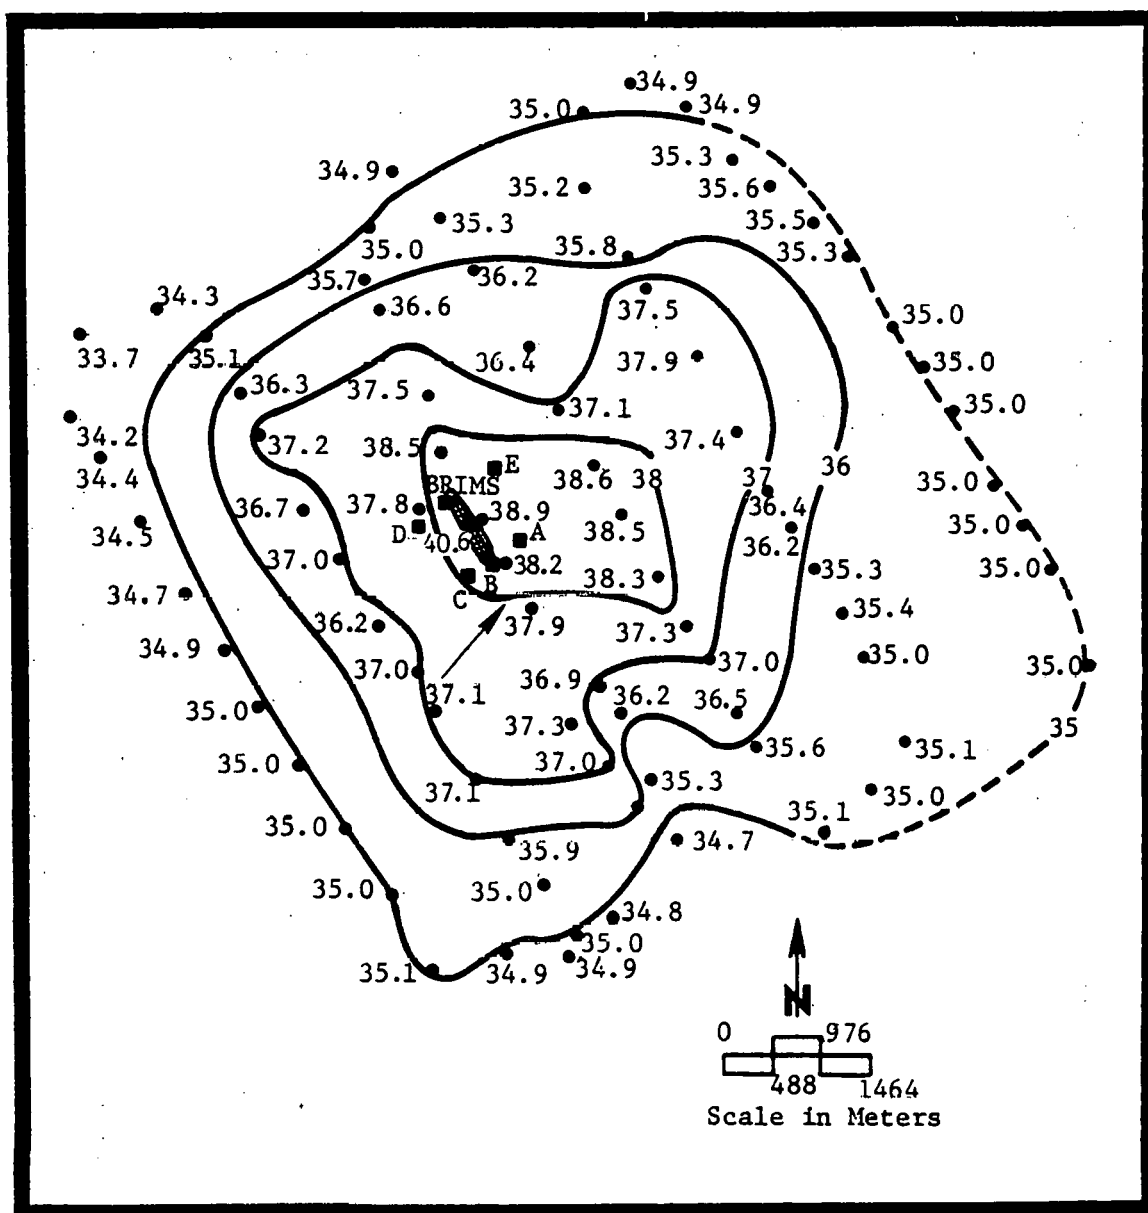 34.9
35.0 34.9
35.3
34.9 35.2 35.6
35.3 35.5
35.0 35.8 35.3
35.7 36.2
34.3 36.6 37.5
35.0
33.7 35.1 36.4 37.9
36.3 37.5 35.0
37.1 35.0
34.2 37.2 38.5 37.4
34.4 E 38.6 38 37 36
BRIMS 35.0
36.7 37.8 38.9 38.5 36.4
34.5 D 40.6 A 36.2 35.0
37.0 38.2 35.3 35.0
C B 38.3
34.7 37.9 35.4
36.2 37.3
34.9 37.0 36.9 37.0 35.0 35.0
37.1 36.2 36.5
35.0 37.3 35.6 35.1 35
35.0 37.1 37.0 35.3 35.0
35.0 35.9 34.7 35.1
35.0 35.0
34.8
35.0
35.1 34.9 34.9
N
0 976
488 1464
Scale in Meters